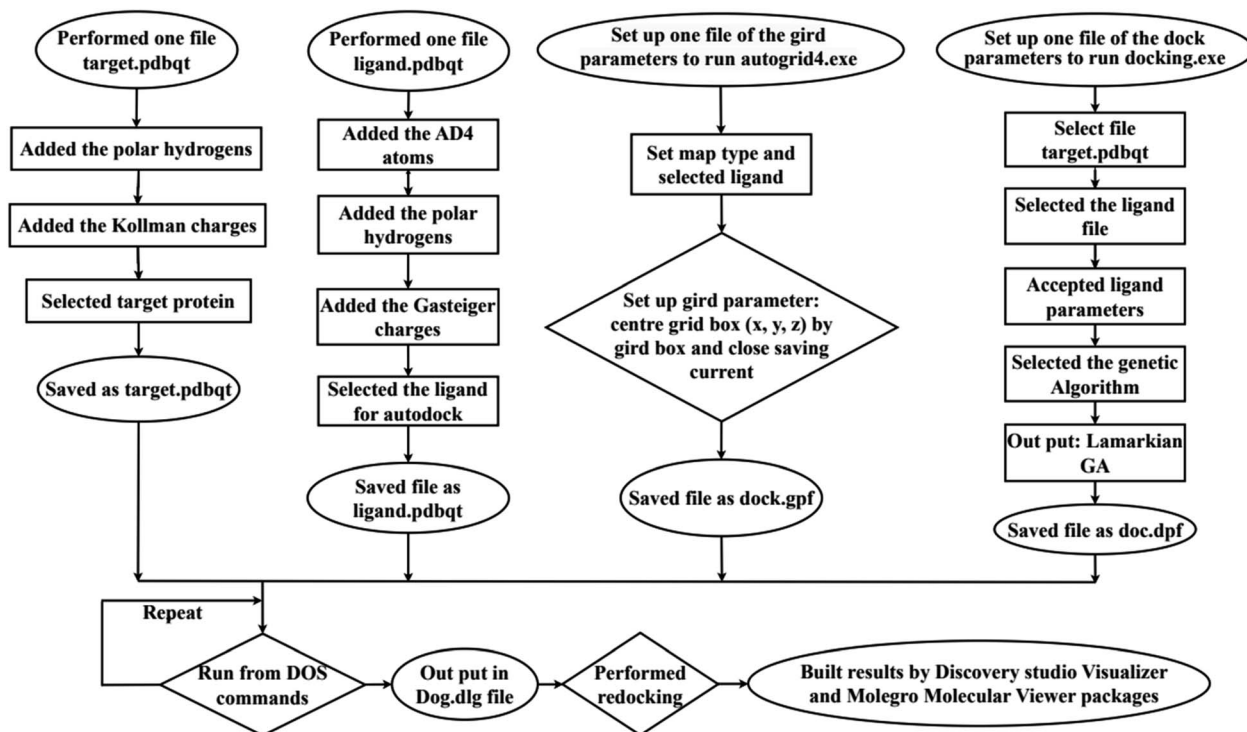 Performed one file
target.pdbqt
Added the polar hydrogens
Added the Kollman charges
Selected target protein
Saved as target.pdbqt
Performed one file
ligand.pdbqt
Added the AD4
atoms
Added the polar
hydrogens
Added the Gasteiger
charges
Selected the ligand
for autodock
Saved file as
ligand.pdbqt
Set up one file of the gird
parameters to run autogrid4.exe
Set map type and
selected ligand
Set up gird parameter:
centre grid box (x, y, z) by
gird box and close saving
current
Saved file as dock.gpf
Set up one file of the dock
parameters to run docking.exe
Select file
target.pdbqt
Selected the ligand
file
Accepted ligand
parameters
Selected the genetic
Algorithm
Out put: Lamarkian
GA
Saved file as doc.dpf
Repeat
Run from DOS
commands
Out put in
Dog.dlg file
Performed
redocking
Built results by Discovery studio Visualizer
and Molegro Molecular Viewer packages